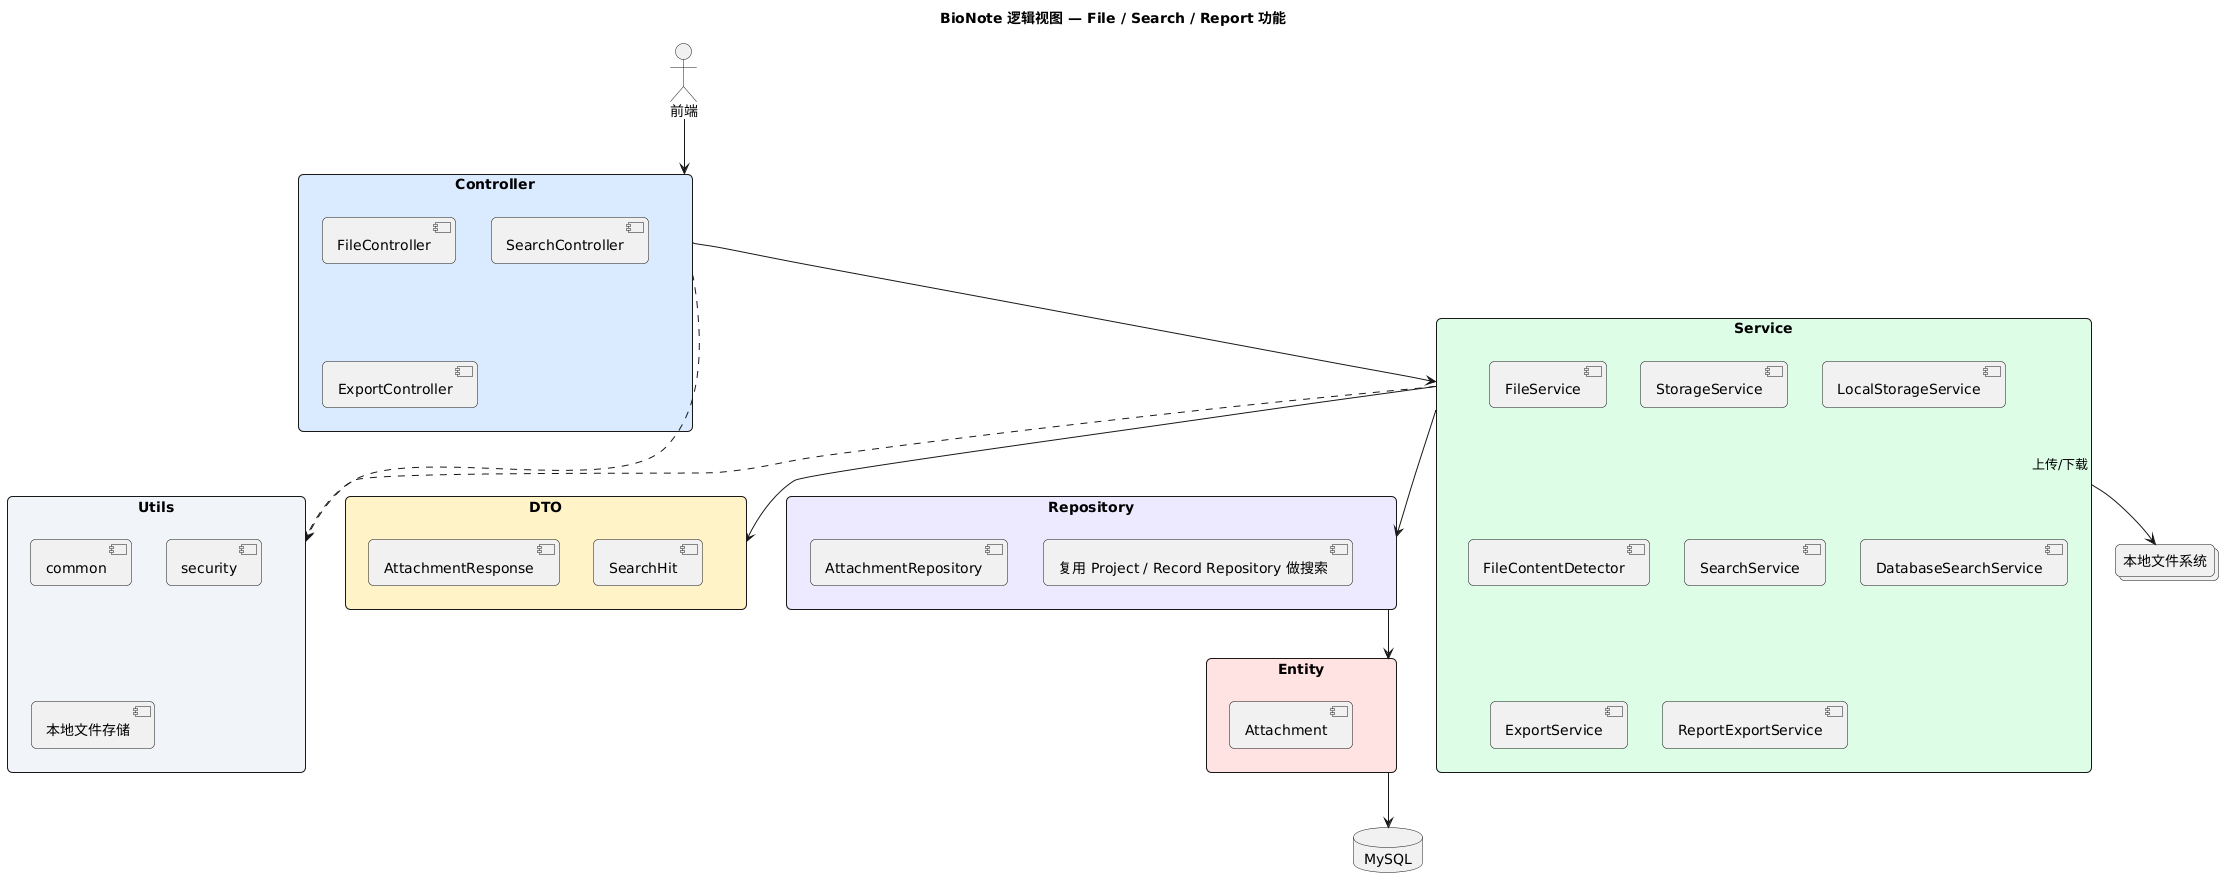 BioNote 逻辑视图 — File / Search / Report 功能
前端
Controller
FileController
SearchController
ExportController
Service
FileService
StorageService
LocalStorageService
上传/下载
FileContentDetector
SearchService
DatabaseSearchService
ExportService
ReportExportService
本地文件系统
Utils
common
security
本地文件存储
DTO
AttachmentResponse
SearchHit
Repository
AttachmentRepository
复用 Project / Record Repository 做搜索
Entity
Attachment
MySQL